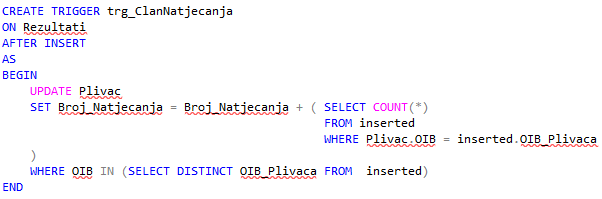 CREATE TRIGGER trg_ClanNatjecanja
ON Rezultati
AFTER INSERT
AS
BEGIN
    UPDATE Plivac
    SET Broj_Natjecanja = Broj_Natjecanja + ( SELECT COUNT(*)
                                              FROM inserted
                                              WHERE Plivac.OIB = inserted.OIB_Plivaca
    )
    WHERE OIB IN (SELECT DISTINCT OIB_Plivaca FROM  inserted)
END